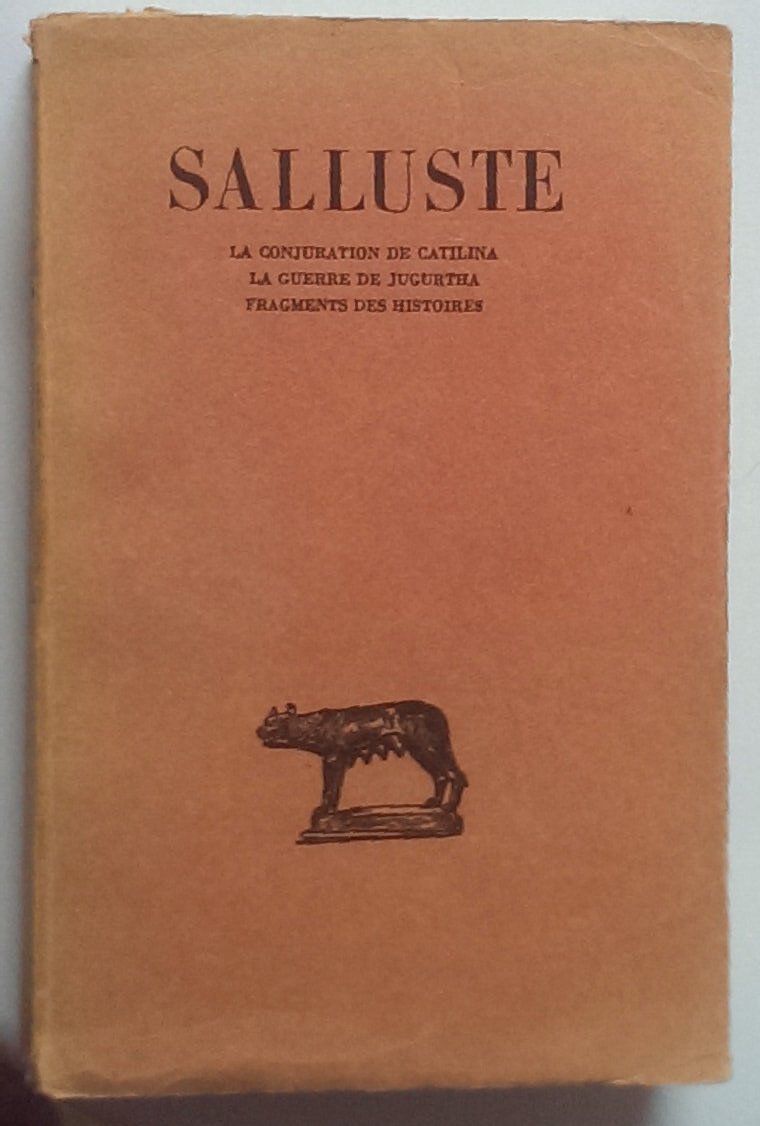 SALLUSTE
LA CONJURATION DE CATILINA
LA GUERRE DE JUGURTHA
FRAGMENTS DES HISTOIRES